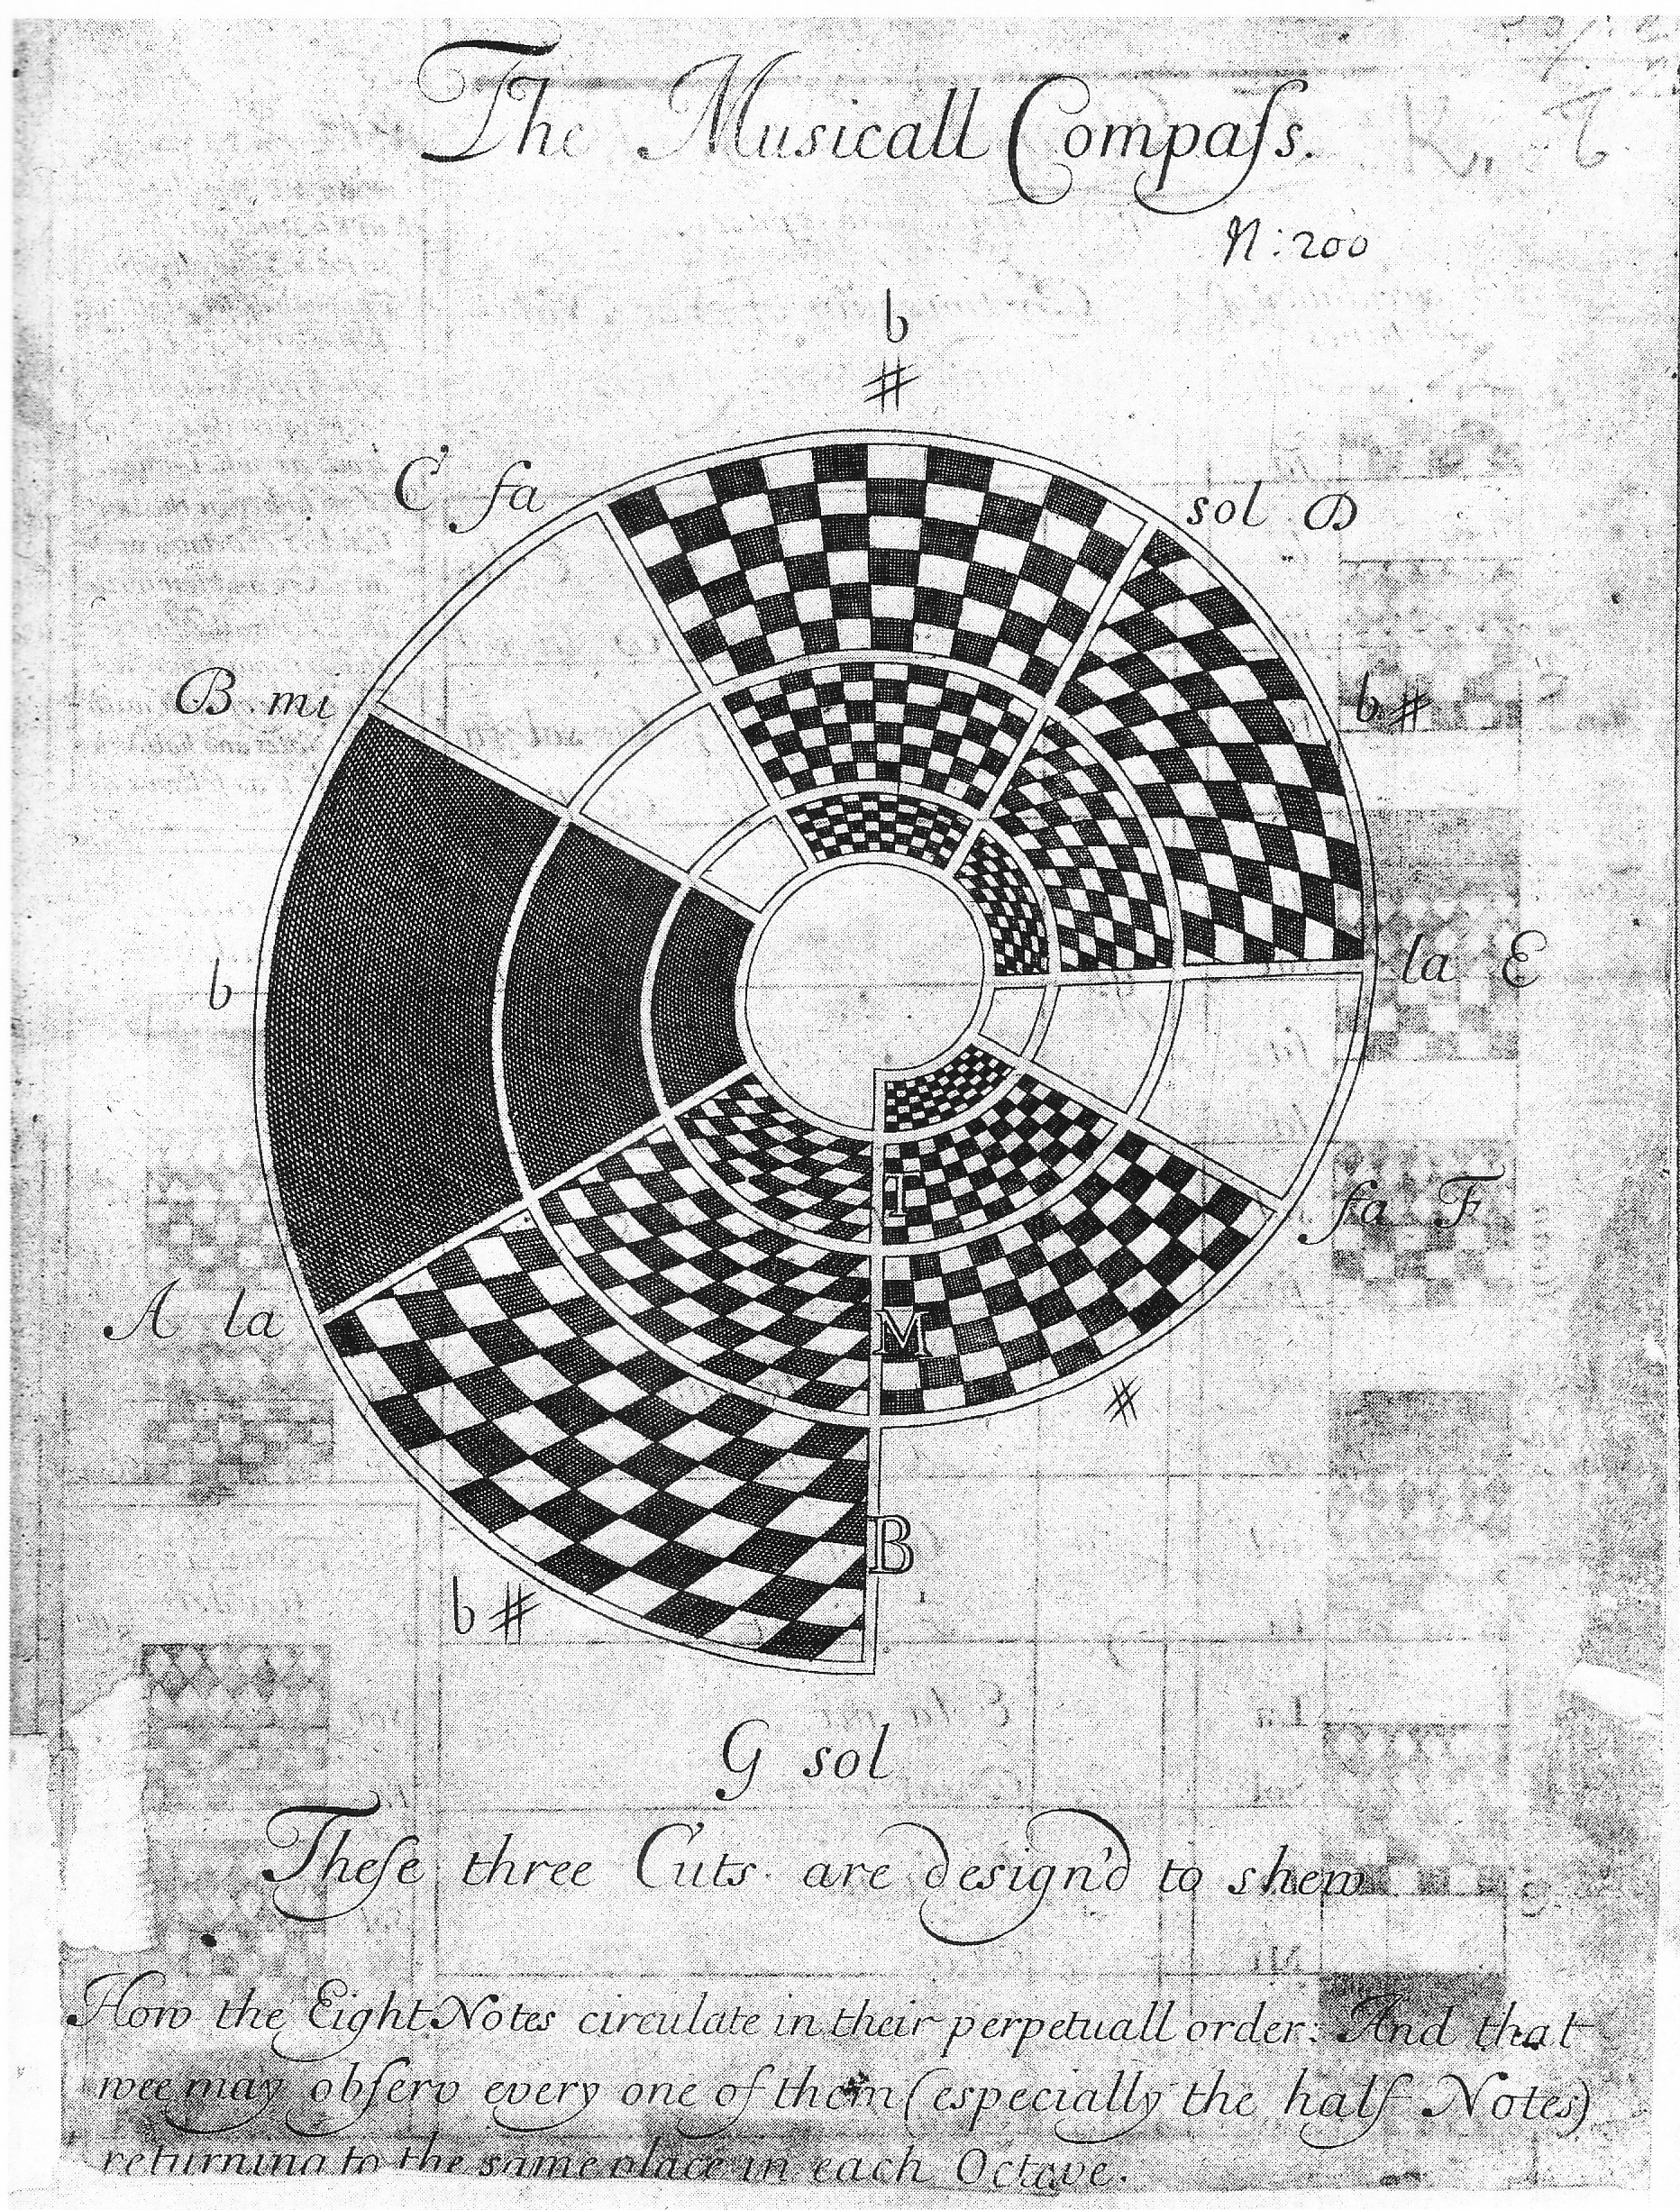 The Musicall Compaſs.
N: 200
b
#
C fa
sol D
B mi
b #
b
la E
fa F
A la
T
M
#
B
b #
G sol
Theſe three Cuts are design'd to shew
How the Eight Notes circulate in their perpetuall order: And that
wee may obſerv every one of them (especially the half Notes)
returning to the same place in each Octave.